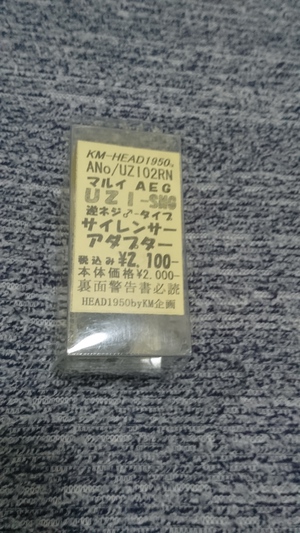 KM-HEAD1950®
ANo/UZI02RN
マルイ AEG
UZI-SMG
逆ネジ♂-タイプ
サイレンサー
アダプター
税込み¥2,100-
本体価格¥2,000-
裏面警告書必読
HEAD1950byKM企画